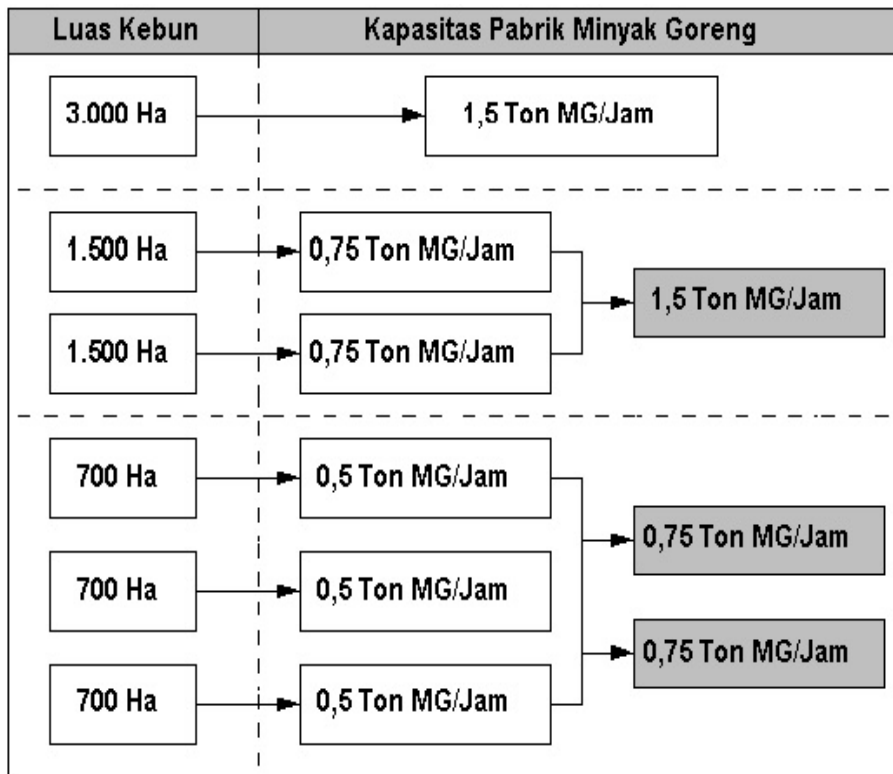 Luas Kebun
Kapasitas Pabrik Minyak Goreng
3.000 Ha
1,5 Ton MG/Jam
1.500 Ha
0,75 Ton MG/Jam
1,5 Ton MG/Jam
1.500 Ha
0,75 Ton MG/Jam
700 Ha
0,5 Ton MG/Jam
0,75 Ton MG/Jam
700 Ha
0,5 Ton MG/Jam
0,75 Ton MG/Jam
700 Ha
0,5 Ton MG/Jam